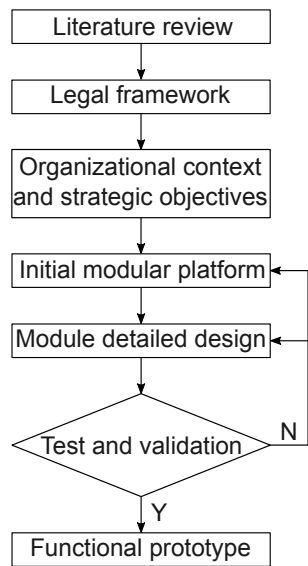 Literature review
Legal framework
Organizational context
and strategic objectives
Initial modular platform
Module detailed design
Test and validation
N
Y
Functional prototype